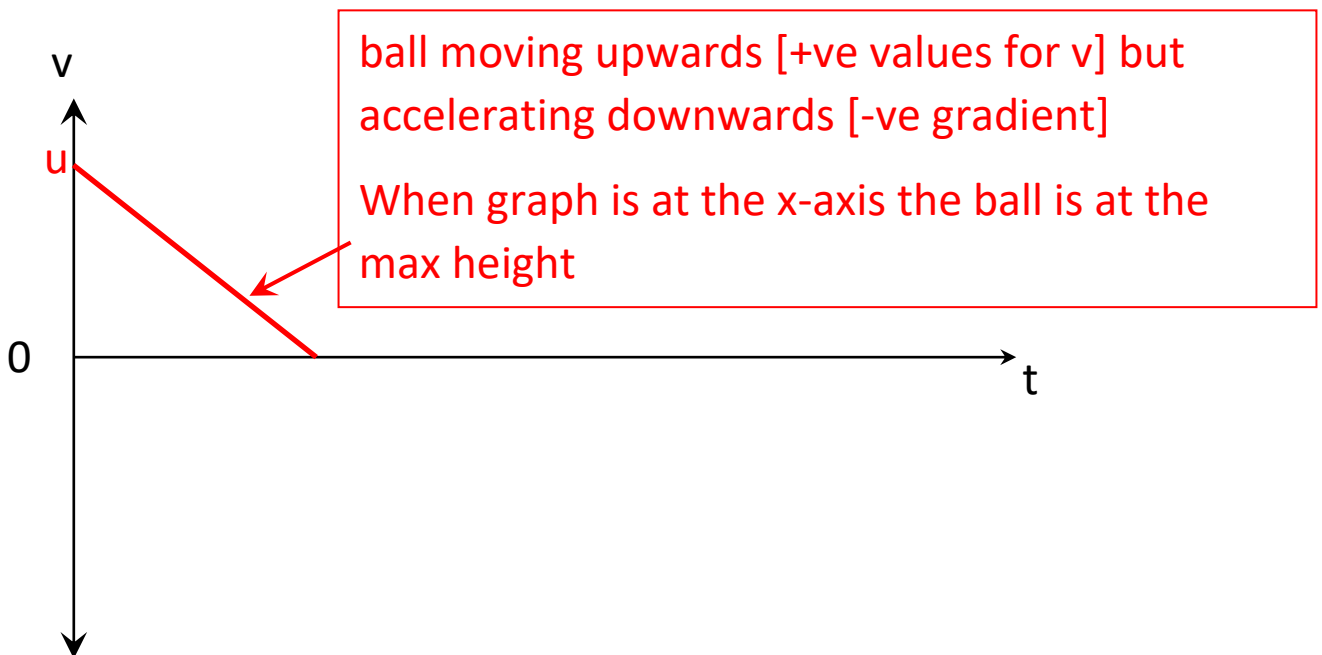 ball moving upwards [+ve values for v] but
accelerating downwards [-ve gradient]
When graph is at the x-axis the ball is at the
max height
v
u
0
t